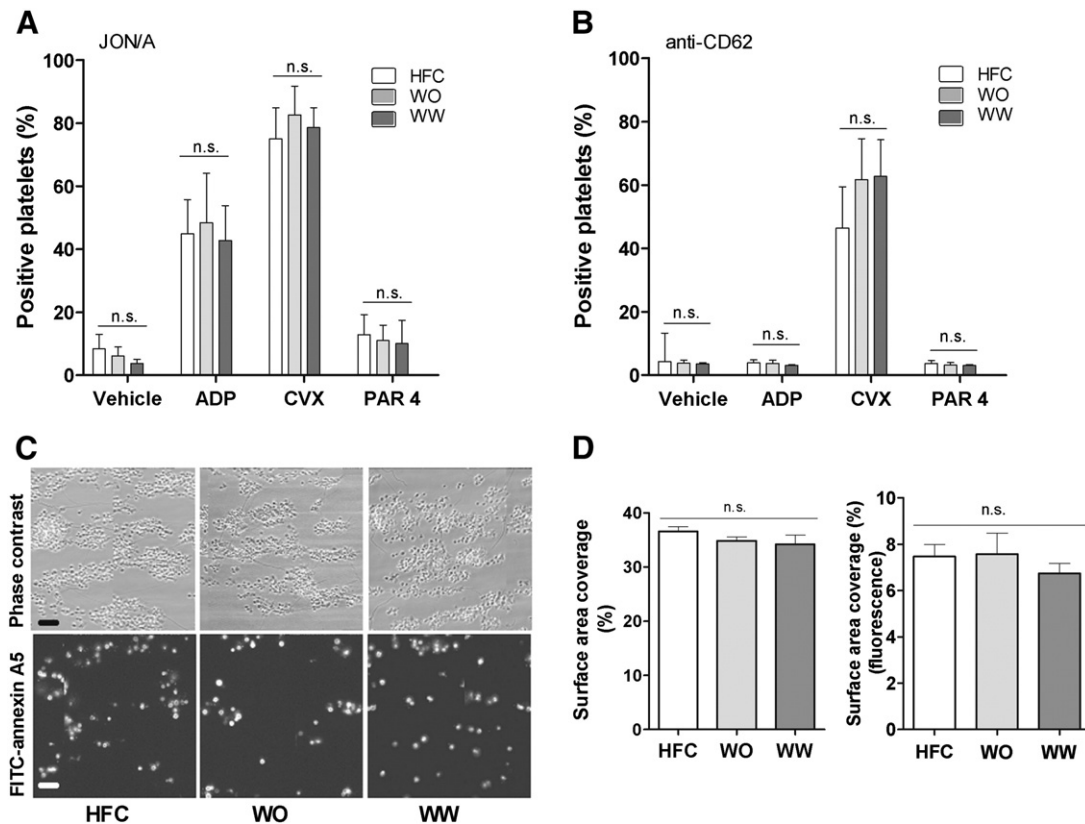 A
JON/A
Positive platelets (%)
100
80
60
40
20
0
n.s.
n.s.
n.s.
n.s.
HFC
WO
WW
Vehicle
ADP
CVX
PAR 4
B
anti-CD62
Positive platelets (%)
100
80
60
40
20
0
n.s.
n.s.
n.s.
n.s.
HFC
WO
WW
Vehicle
ADP
CVX
PAR 4
C
Phase contrast
FITC-annexin A5
HFC
WO
WW
D
Surface area coverage
(%)
40
30
20
10
0
n.s.
HFC
WO
WW
Surface area coverage (%)
(fluorescence)
10
8
6
4
2
0
n.s.
HFC
WO
WW